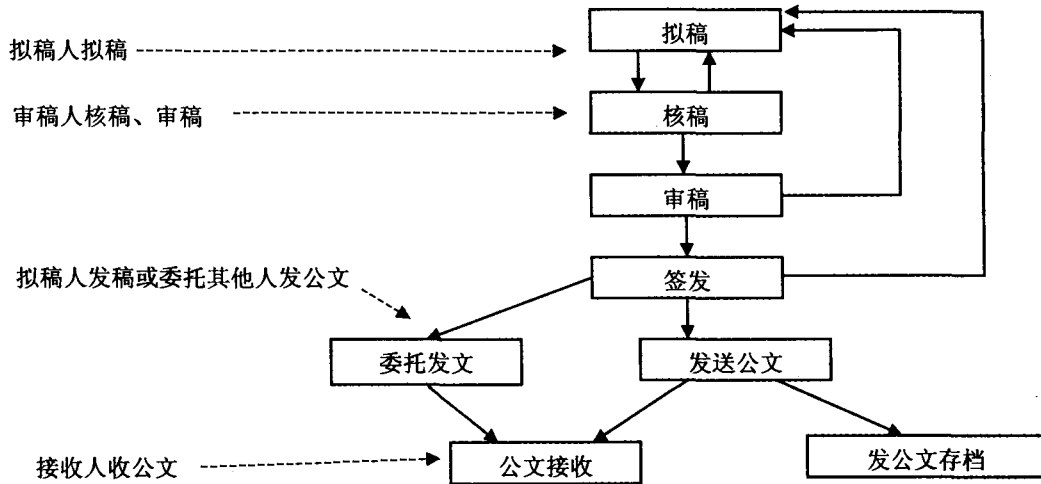 拟稿
拟稿人拟稿
审稿人核稿、审稿
核稿
审稿
拟稿人发稿或委托其他人发公文
签发
委托发文
发送公文
接收人收公文
公文接收
发公文存档